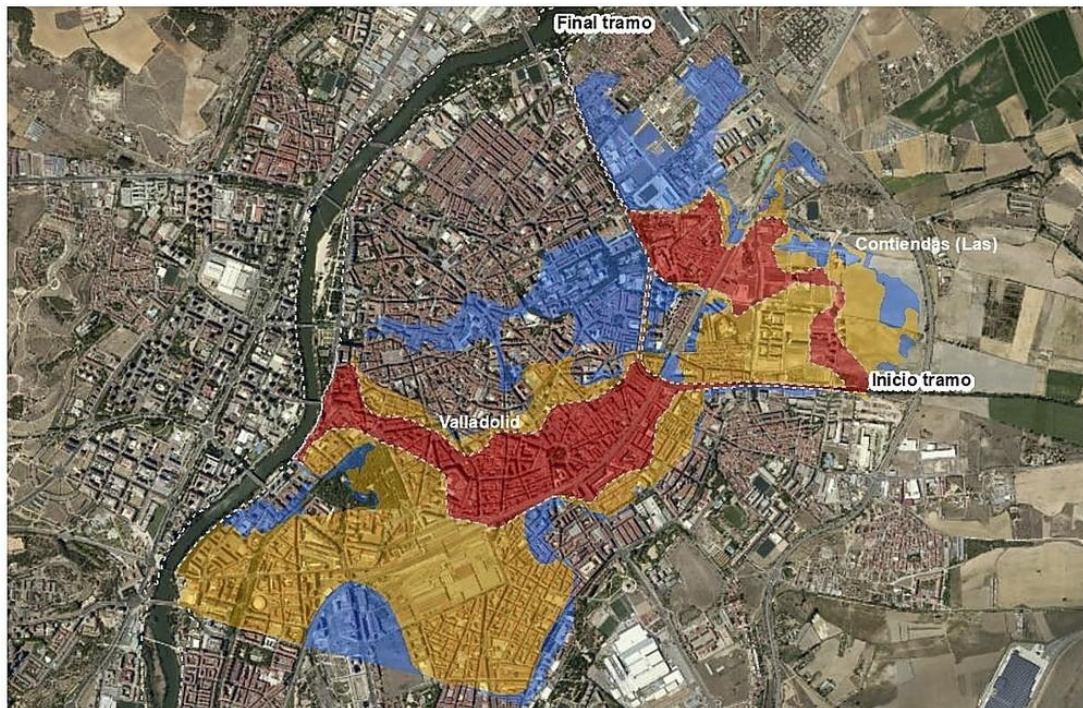 Final tramo
Contiendas (Las)
Inicio tramo
Valladolid